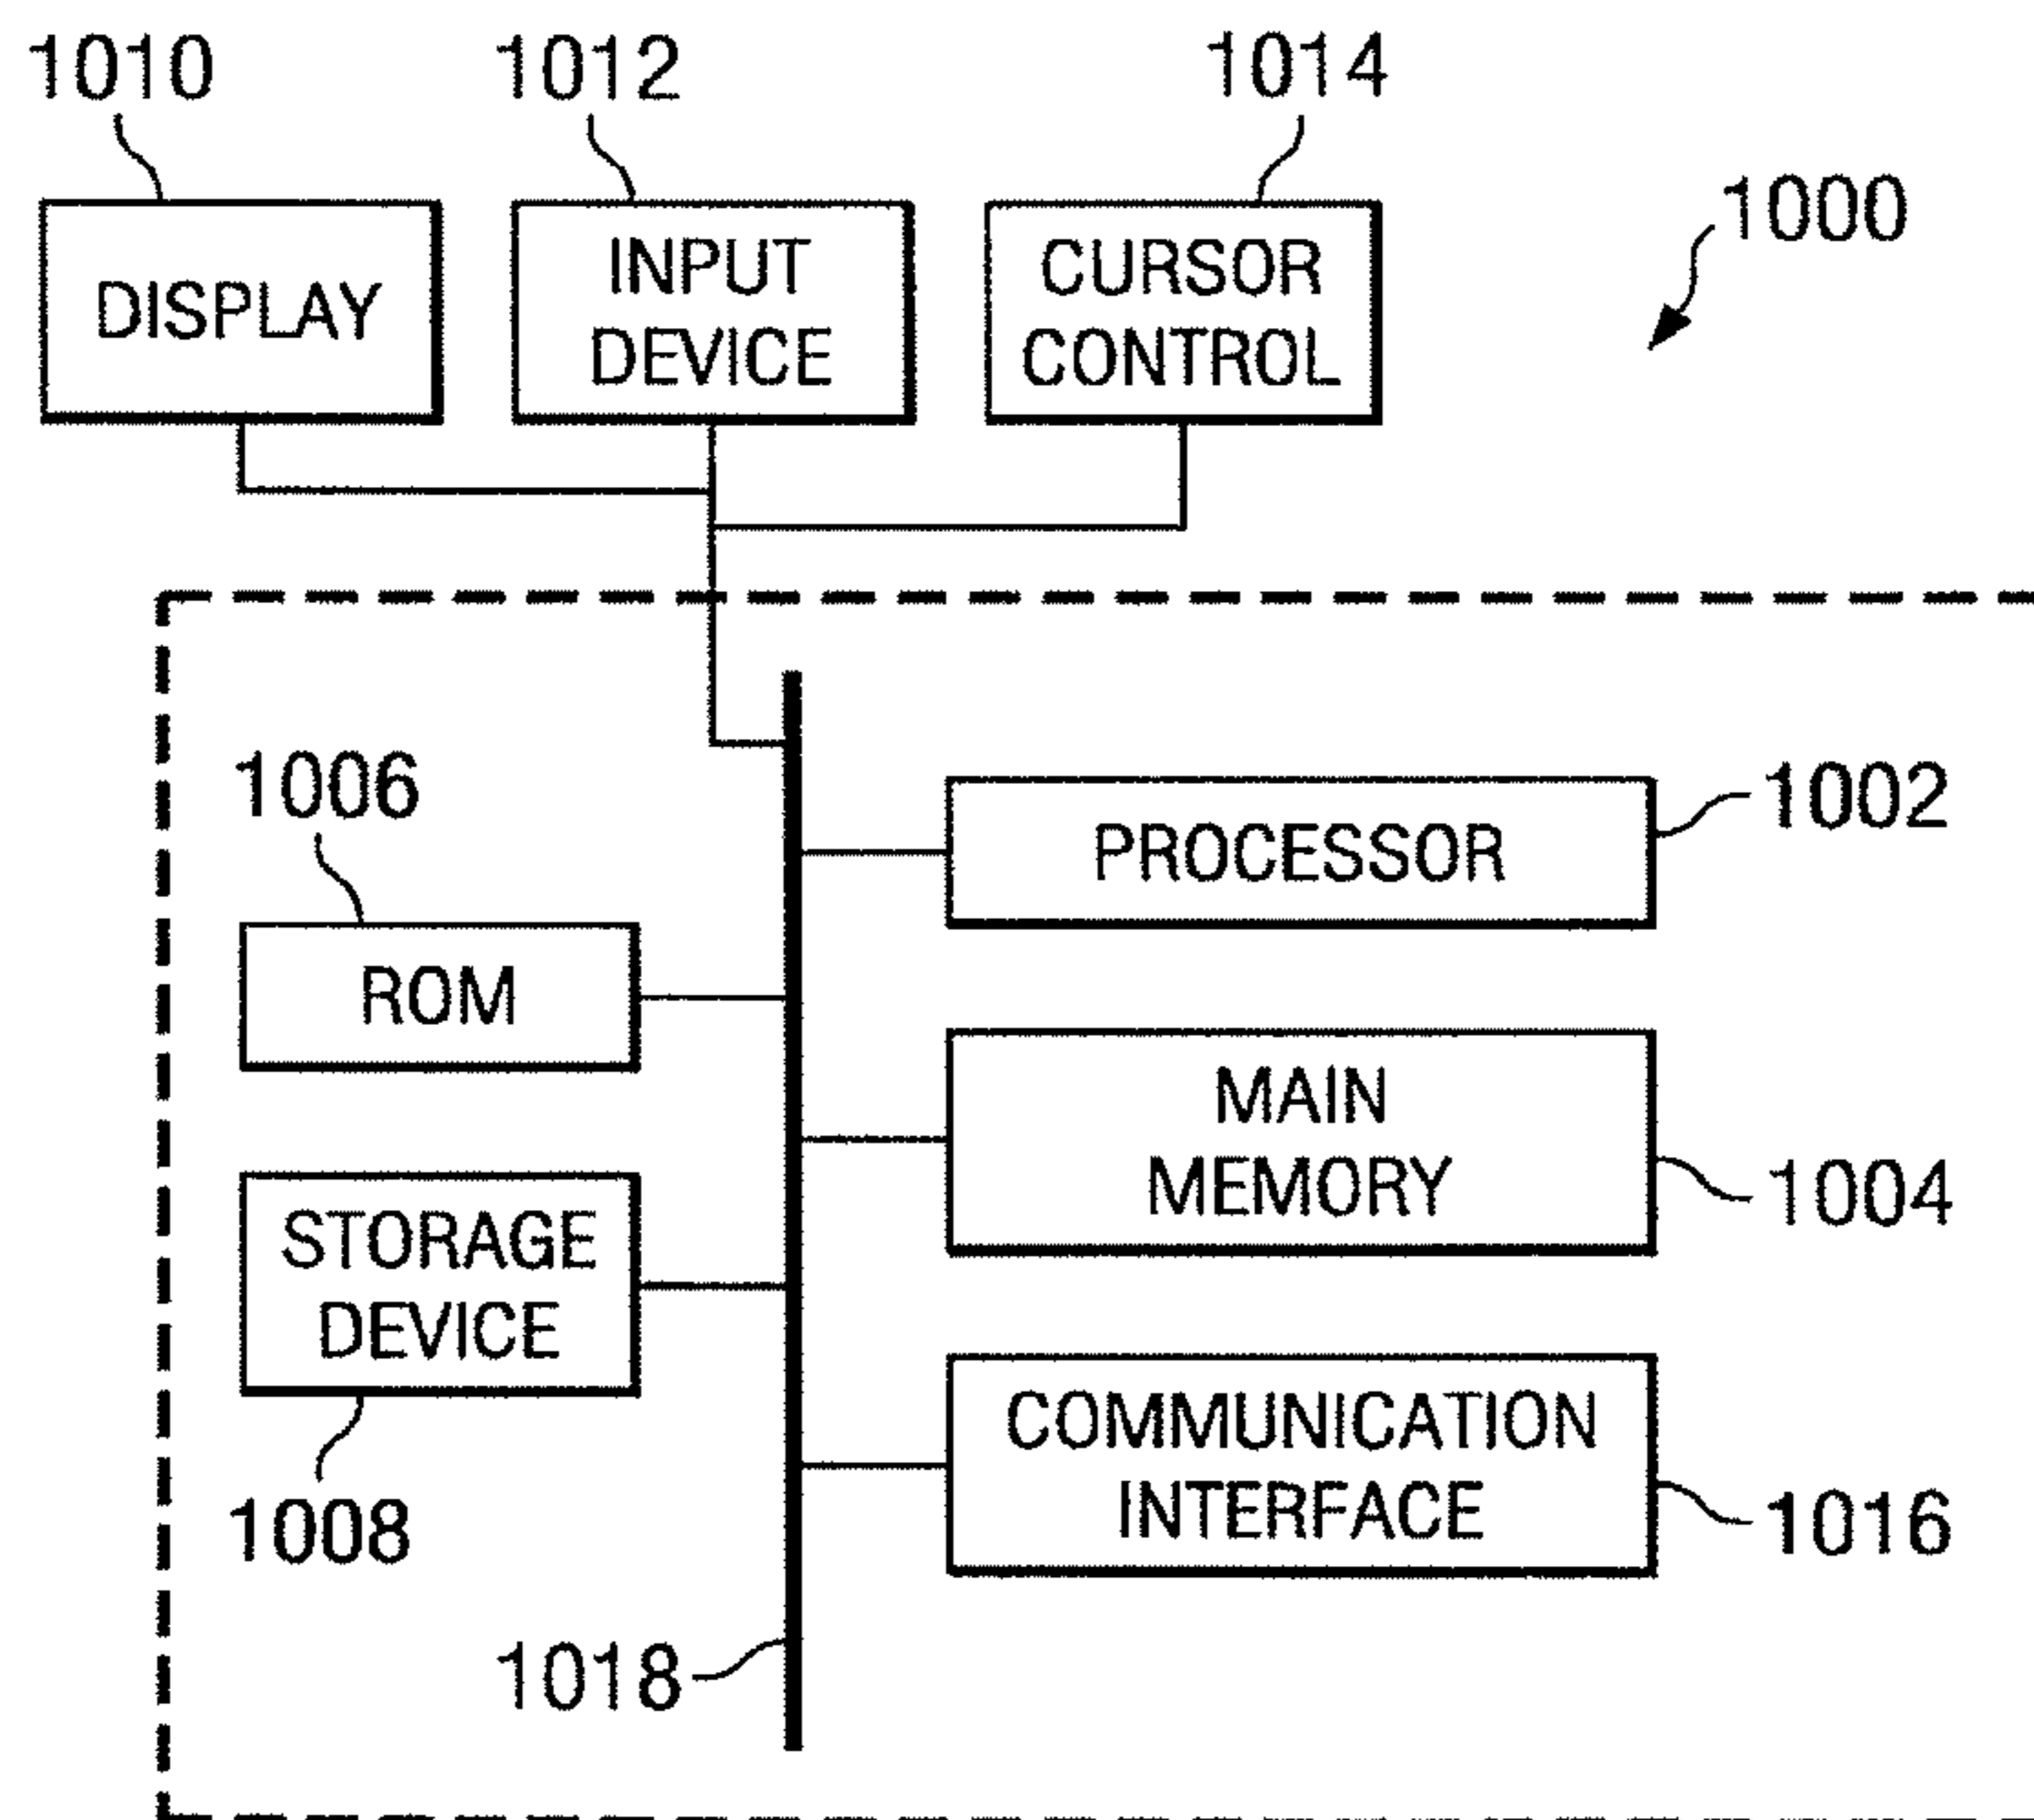 1010
1012
1014
1000
DISPLAY
INPUT
DEVICE
CURSOR
CONTROL
1006
1002
PROCESSOR
ROM
MAIN
MEMORY
1004
STORAGE
DEVICE
1008
COMMUNICATION
INTERFACE
1016
1018